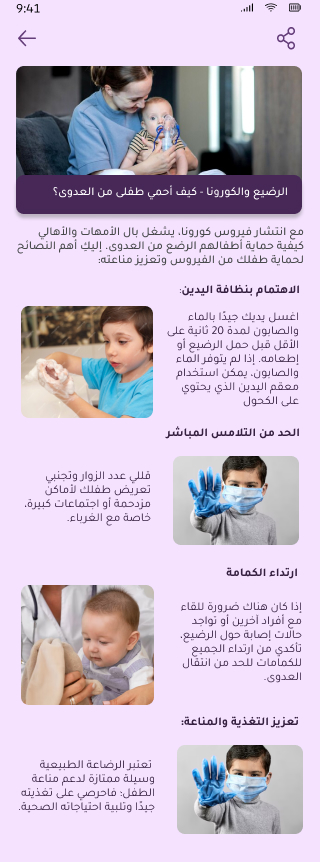 9:41
الرضيع والكورونا - كيف أحمي طفلي من العدوى؟
مع انتشار فيروس كورونا، يشغل بال الأمهات والأهالي
كيفية حماية أطفالهم الرضع من العدوى. إليكِ أهم النصائح
لحماية طفلك من الفيروس وتعزيز مناعته:
الاهتمام بنظافة اليدين:
اغسل يديك جيدًا بالماء
والصابون لمدة 20 ثانية على
الأقل قبل حمل الرضيع أو
إطعامه. إذا لم يتوفر الماء
والصابون، يمكن استخدام
معقم اليدين الذي يحتوي
على الكحول
الحد من التلامس المباشر
قللي عدد الزوار وتجنبي
تعريض طفلك لأماكن
مزدحمة أو اجتماعات كبيرة،
خاصة مع الغرباء.
ارتداء الكمامة
إذا كان هناك ضرورة للقاء
مع أفراد آخرين أو تواجد
حالات إصابة حول الرضيع،
تأكدي من ارتداء الجميع
للكمامات للحد من انتقال
العدوى.
تعزيز التغذية والمناعة:
تعتبر الرضاعة الطبيعية
وسيلة ممتازة لدعم مناعة
الطفل؛ فاحرصي على تغذيته
جيدًا وتلبية احتياجاته الصحية.